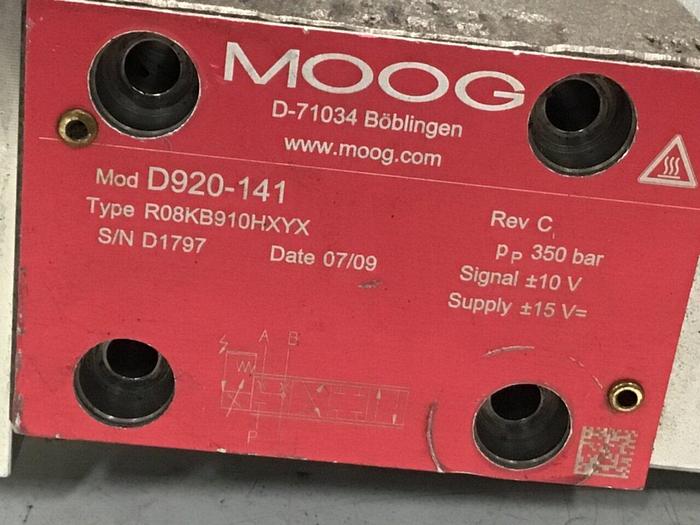 MOOG
D-71034 Böblingen
www.moog.com
Mod D920-141
Type R08KB910HXYX
S/N D1797
Date 07/09
Rev C
pP 350 bar
Signal ±10 V
Supply ±15 V=
A B
P